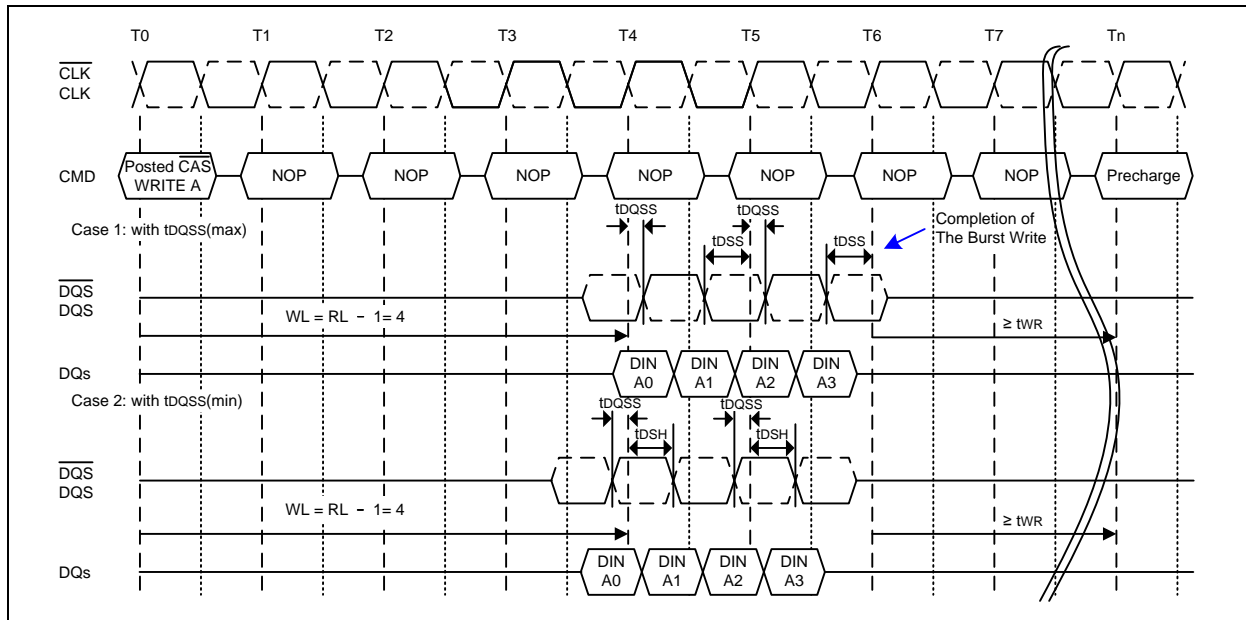 T0 T1 T2 T3 T4 T5 T6 T7 Tn
CLK
CLK
CMD
Posted CAS
WRITE A
NOP NOP NOP NOP NOP NOP NOP Precharge
Case 1: with tDQSS(max)
tDQSS tDQSS
tDSS tDSS
Completion of
The Burst Write
DQS
DQS
WL = RL − 1= 4
≥ tWR
DQs
DIN DIN DIN DIN
A0 A1 A2 A3
Case 2: with tDQSS(min)
tDQSS tDQSS
tDSH tDSH
DQS
DQS
WL = RL − 1= 4
≥ tWR
DQs
DIN DIN DIN DIN
A0 A1 A2 A3